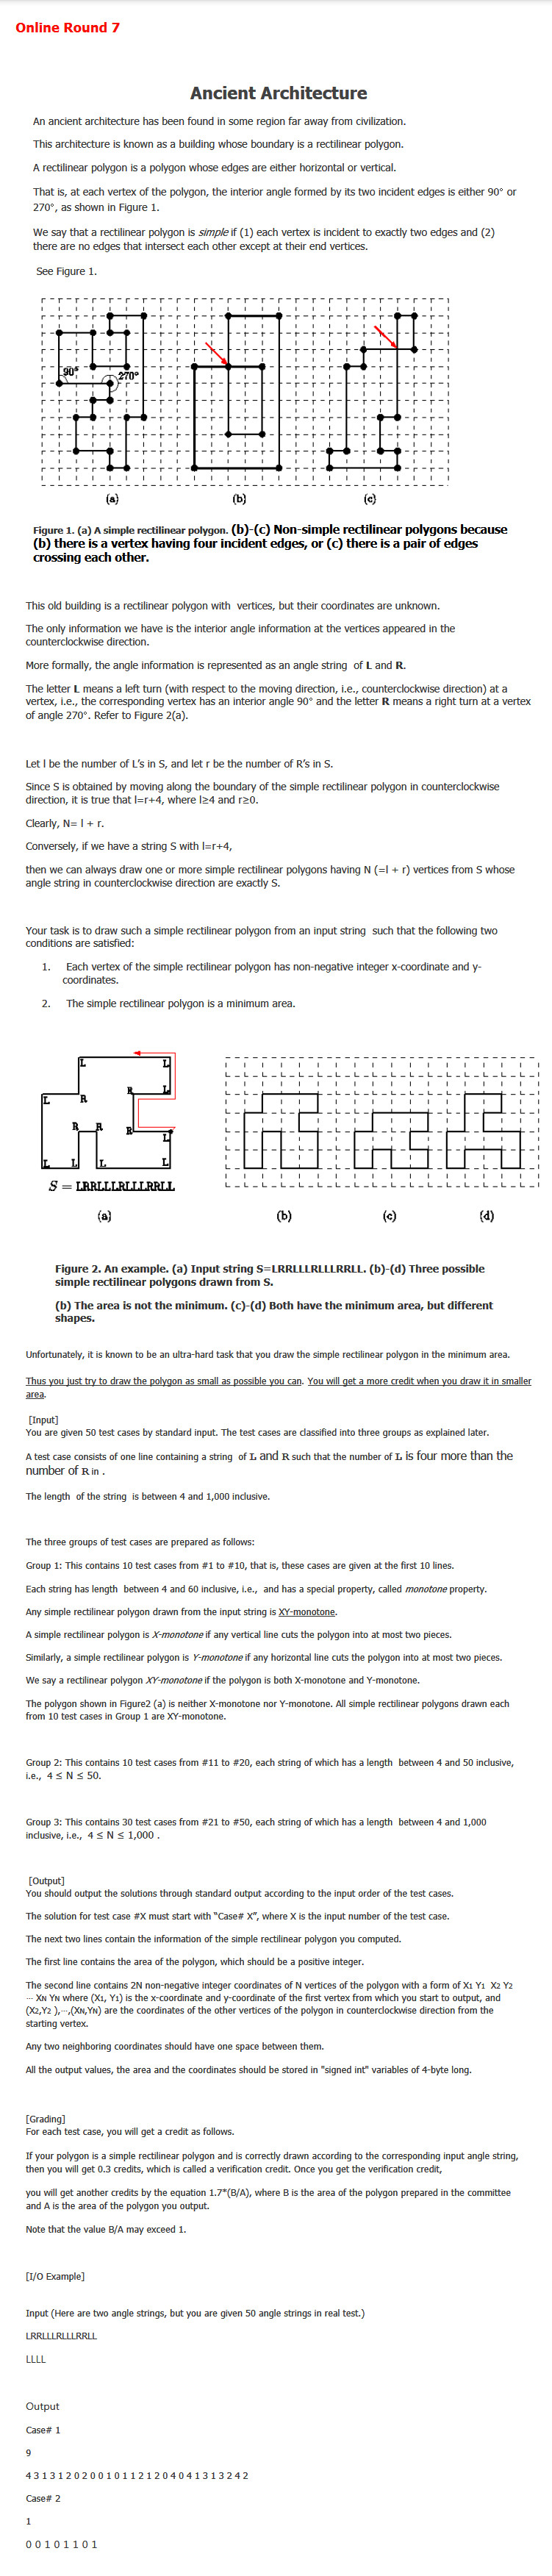 Online Round 7
Ancient Architecture
An ancient architecture has been found in some region far away from civilization.
This architecture is known as a building whose boundary is a rectilinear polygon.
A rectilinear polygon is a polygon whose edges are either horizontal or vertical.
That is, at each vertex of the polygon, the interior angle formed by its two incident edges is either 90° or
270°, as shown in Figure 1.
We say that a rectilinear polygon is simple if (1) each vertex is incident to exactly two edges and (2)
there are no edges that intersect each other except at their end vertices.
See Figure 1.
90°
270°
(a) (b) (c)
Figure 1. (a) A simple rectilinear polygon. (b)-(c) Non-simple rectilinear polygons because
(b) there is a vertex having four incident edges, or (c) there is a pair of edges
crossing each other.
This old building is a rectilinear polygon with vertices, but their coordinates are unknown.
The only information we have is the interior angle information at the vertices appeared in the
counterclockwise direction.
More formally, the angle information is represented as an angle string of L and R.
The letter L means a left turn (with respect to the moving direction, i.e., counterclockwise direction) at a
vertex, i.e., the corresponding vertex has an interior angle 90° and the letter R means a right turn at a vertex
of angle 270°. Refer to Figure 2(a).
Let l be the number of L's in S, and let r be the number of R's in S.
Since S is obtained by moving along the boundary of the simple rectilinear polygon in counterclockwise
direction, it is true that l=r+4, where l≥4 and r≥0.
Clearly, N= l + r.
Conversely, if we have a string S with l=r+4,
then we can always draw one or more simple rectilinear polygons having N (=l + r) vertices from S whose
angle string in counterclockwise direction are exactly S.
Your task is to draw such a simple rectilinear polygon from an input string such that the following two
conditions are satisfied:
1. Each vertex of the simple rectilinear polygon has non-negative integer x-coordinate and y-
coordinates.
2. The simple rectilinear polygon is a minimum area.
L L
R L
L R
R R R
L
L L L L
S = LRRLLLRLLLRRLL
(a) (b) (c) (d)
Figure 2. An example. (a) Input string S=LRRLLLRLLLRRLL. (b)-(d) Three possible
simple rectilinear polygons drawn from S.
(b) The area is not the minimum. (c)-(d) Both have the minimum area, but different
shapes.
Unfortunately, it is known to be an ultra-hard task that you draw the simple rectilinear polygon in the minimum area.
Thus you just try to draw the polygon as small as possible you can. You will get a more credit when you draw it in smaller
area.
[Input]
You are given 50 test cases by standard input. The test cases are classified into three groups as explained later.
A test case consists of one line containing a string of L and R such that the number of L is four more than the
number of R in .
The length of the string is between 4 and 1,000 inclusive.
The three groups of test cases are prepared as follows:
Group 1: This contains 10 test cases from #1 to #10, that is, these cases are given at the first 10 lines.
Each string has length between 4 and 60 inclusive, i.e., and has a special property, called monotone property.
Any simple rectilinear polygon drawn from the input string is XY-monotone.
A simple rectilinear polygon is X-monotone if any vertical line cuts the polygon into at most two pieces.
Similarly, a simple rectilinear polygon is Y-monotone if any horizontal line cuts the polygon into at most two pieces.
We say a rectilinear polygon XY-monotone if the polygon is both X-monotone and Y-monotone.
The polygon shown in Figure2 (a) is neither X-monotone nor Y-monotone. All simple rectilinear polygons drawn each
from 10 test cases in Group 1 are XY-monotone.
Group 2: This contains 10 test cases from #11 to #20, each string of which has a length between 4 and 50 inclusive,
i.e., 4 ≤ N ≤ 50.
Group 3: This contains 30 test cases from #21 to #50, each string of which has a length between 4 and 1,000
inclusive, i.e., 4 ≤ N ≤ 1,000 .
[Output]
You should output the solutions through standard output according to the input order of the test cases.
The solution for test case #X must start with "Case# X", where X is the input number of the test case.
The next two lines contain the information of the simple rectilinear polygon you computed.
The first line contains the area of the polygon, which should be a positive integer.
The second line contains 2N non-negative integer coordinates of N vertices of the polygon with a form of X1 Y1 X2 Y2
··· XN YN where (X1, Y1) is the x-coordinate and y-coordinate of the first vertex from which you start to output, and
(X2,Y2 ),···,(XN,YN) are the coordinates of the other vertices of the polygon in counterclockwise direction from the
starting vertex.
Any two neighboring coordinates should have one space between them.
All the output values, the area and the coordinates should be stored in "signed int" variables of 4-byte long.
[Grading]
For each test case, you will get a credit as follows.
If your polygon is a simple rectilinear polygon and is correctly drawn according to the corresponding input angle string,
then you will get 0.3 credits, which is called a verification credit. Once you get the verification credit,
you will get another credits by the equation 1.7*(B/A), where B is the area of the polygon prepared in the committee
and A is the area of the polygon you output.
Note that the value B/A may exceed 1.
[I/O Example]
Input (Here are two angle strings, but you are given 50 angle strings in real test.)
LRRLLLRLLLRRLL
LLLL
Output
Case# 1
9
4 3 1 3 1 2 0 2 0 0 1 0 1 1 2 1 2 0 4 0 4 1 3 1 3 2 4 2
Case# 2
1
0 0 1 0 1 1 0 1